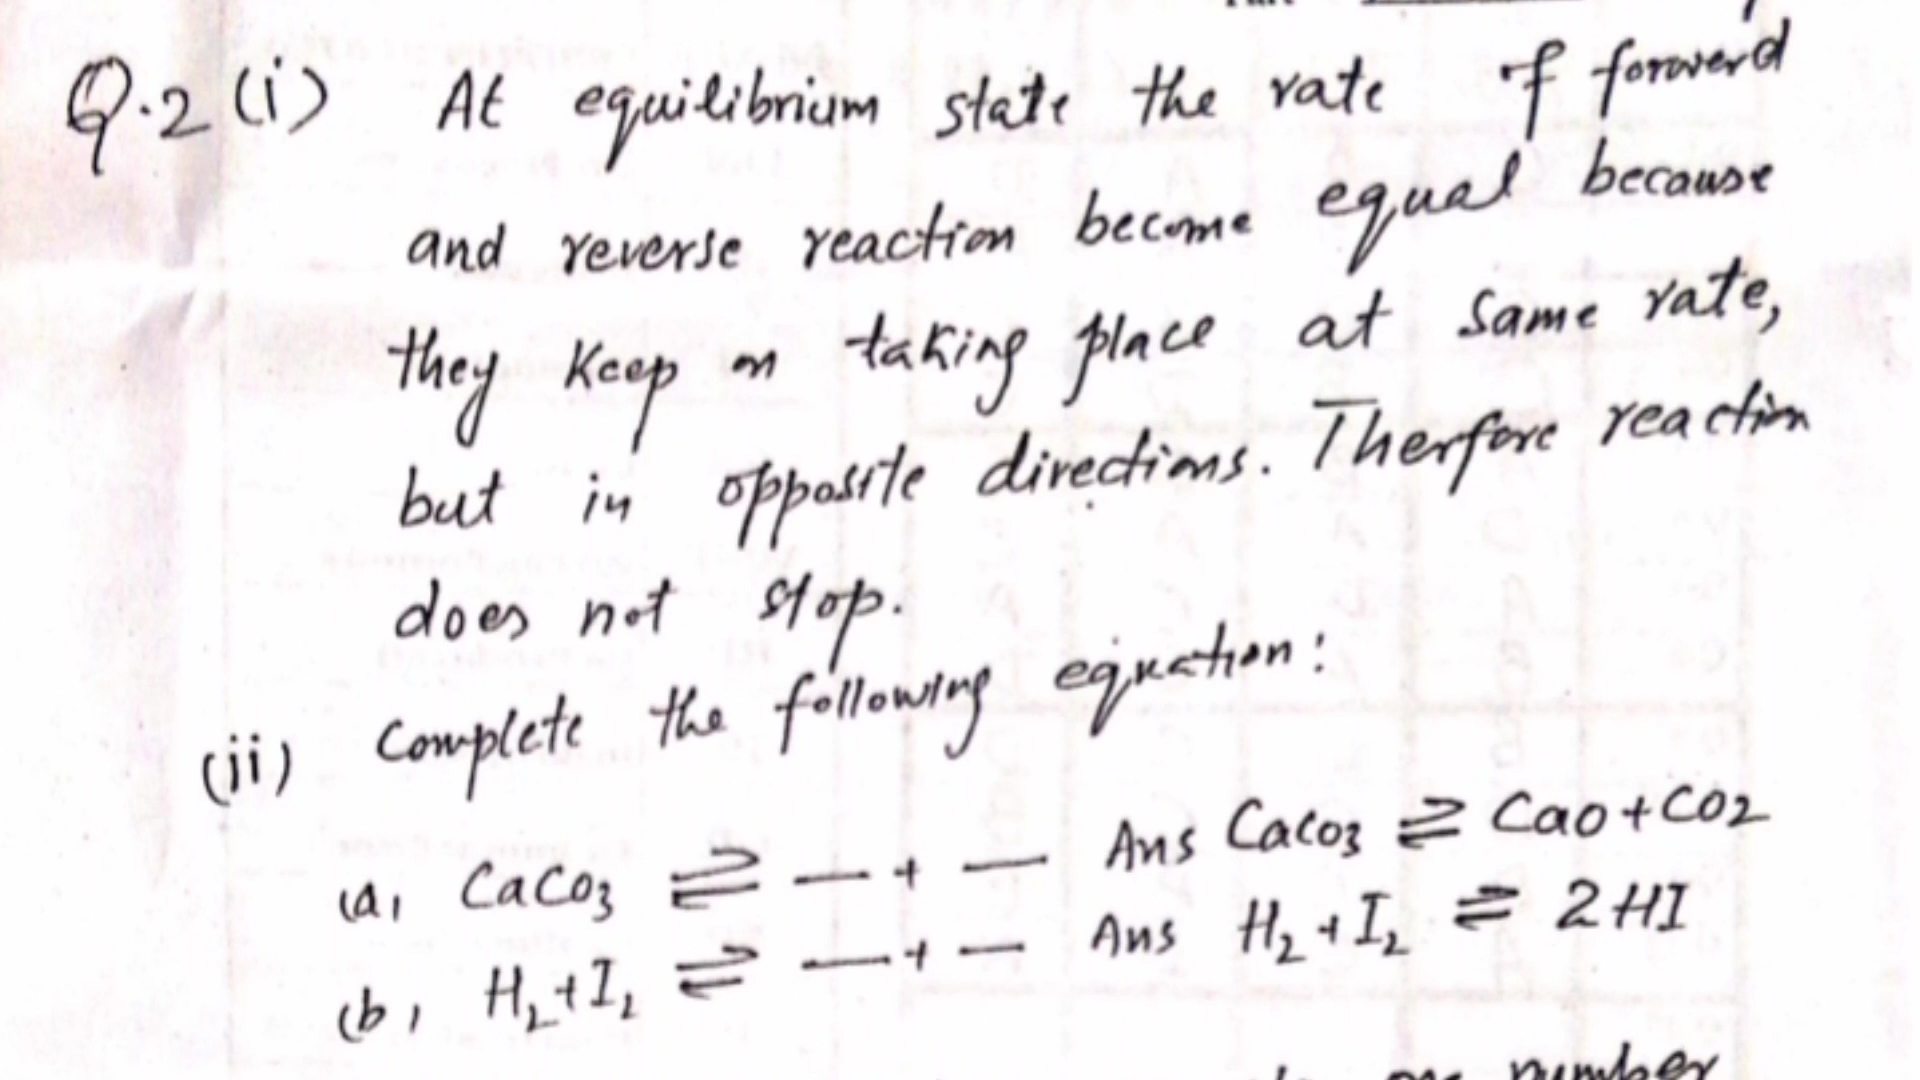 Q.2 (i) At equilibrium state the rate of forword
and reverse reaction become equal because
they keep on taking place at same rate,
but in opposite directions. Therfore reaction
does not stop.
(ii) Complete the following equation:
(a) CaCO3 ⇌ — + — Ans CaCO3 ⇌ CaO + CO2
(b) H2 + I2 ⇌ — + — Ans H2 + I2 ⇌ 2HI
number